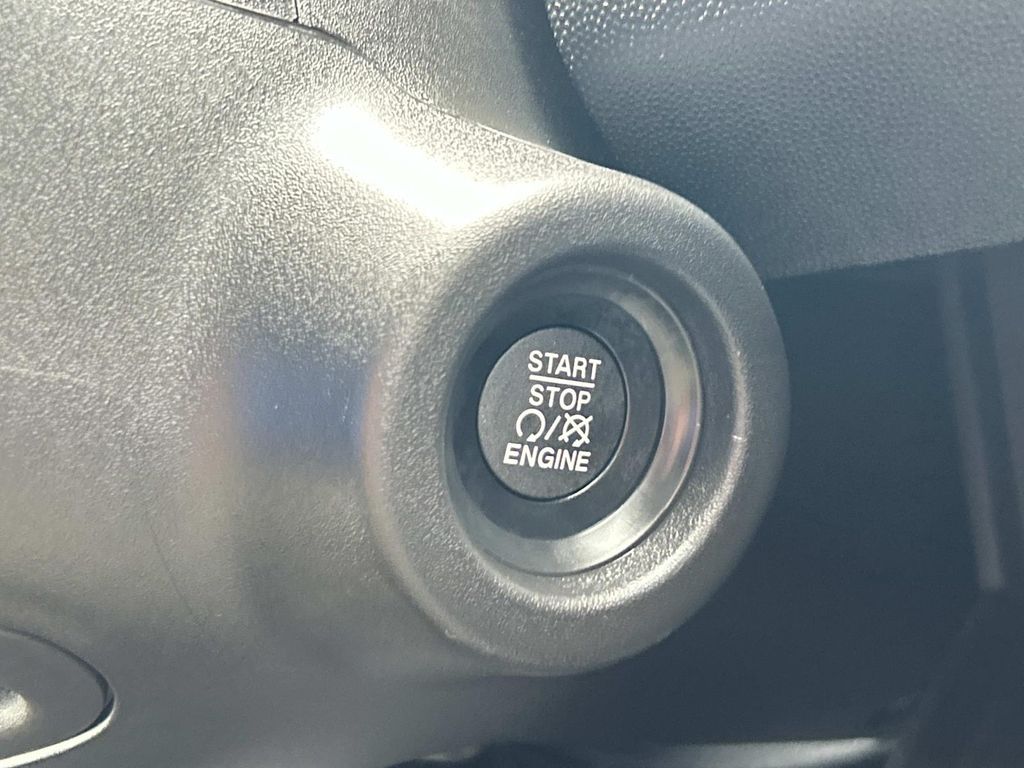 START
STOP
/
ENGINE